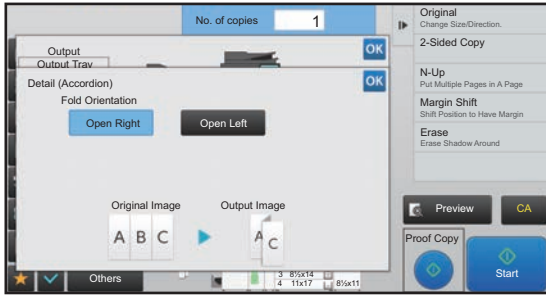 No. of copies
1
Original
Change Size/Direction.
2-Sided Copy
N-Up
Put Multiple Pages in A Page
Margin Shift
Shift Position to Have Margin
Erase
Erase Shadow Around
Output
OK
Output Tray
Detail (Accordion)
OK
Fold Orientation
Open Right
Open Left
Original Image
Output Image
A B C
A C
Preview
CA
Proof Copy
Start
Others
3 8½x14
4 11x17
8½x11